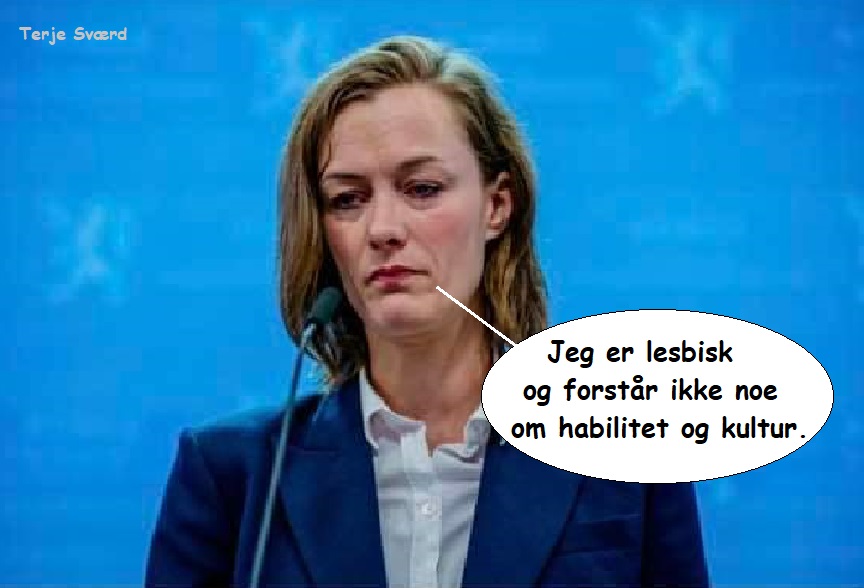 Terje Sværd
Jeg er lesbisk
og forstår ikke noe
om habilitet og kultur.